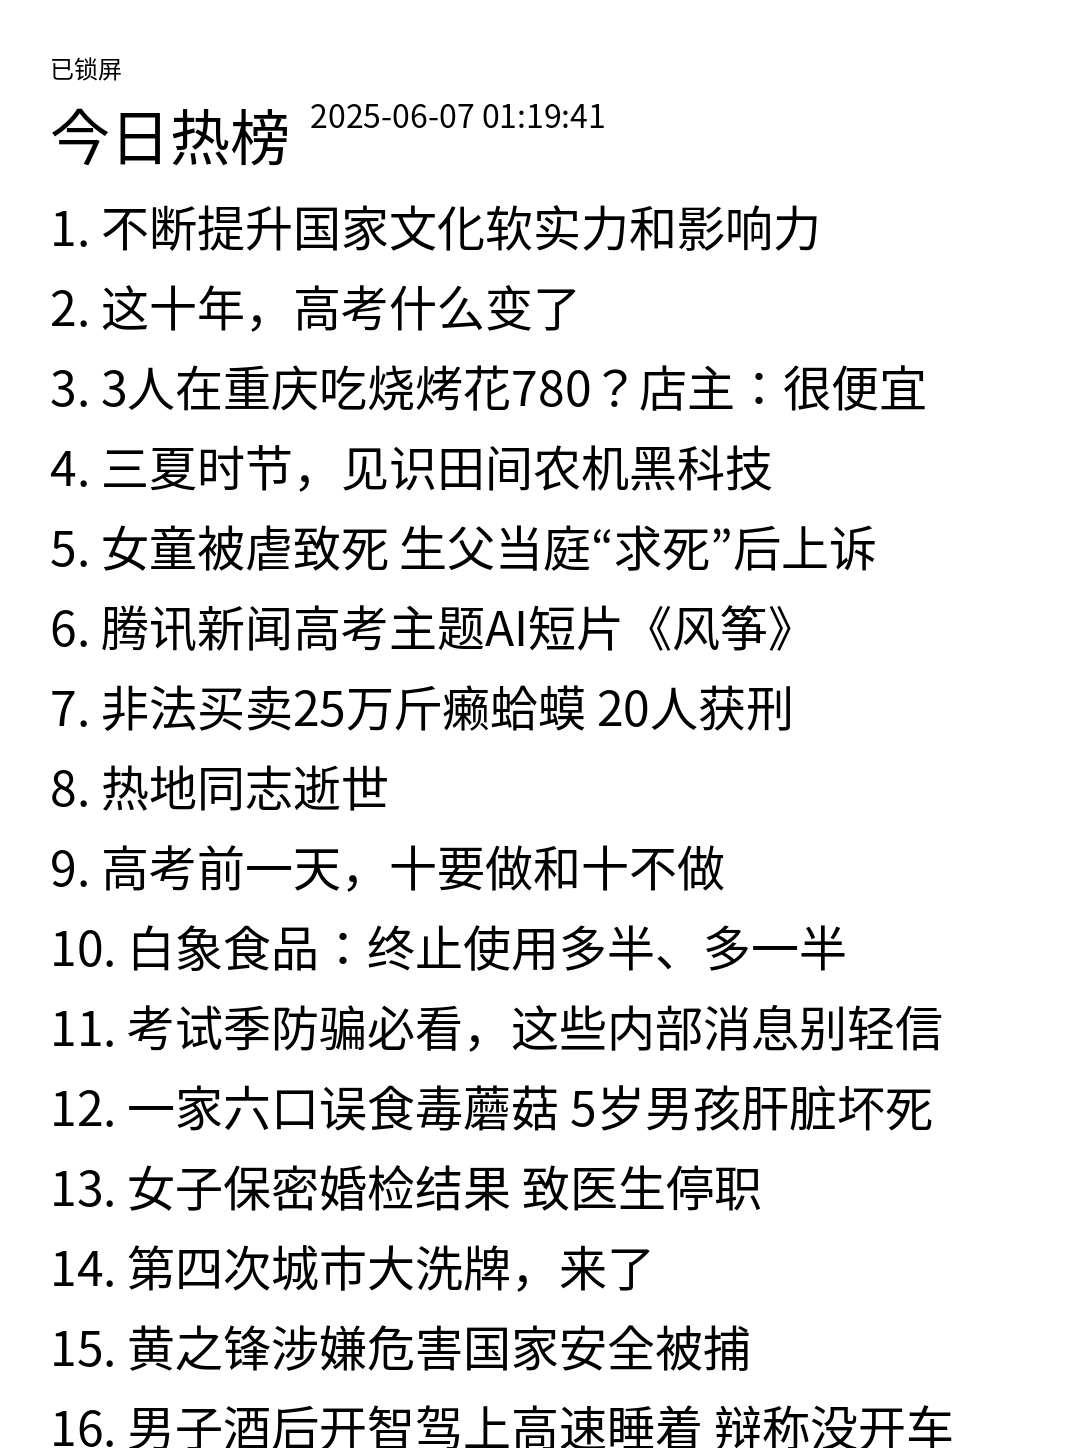 已锁屏
今日热榜 2025-06-07 01:19:41
1. 不断提升国家文化软实力和影响力
2. 这十年，高考什么变了
3. 3人在重庆吃烧烤花780？店主：很便宜
4. 三夏时节，见识田间农机黑科技
5. 女童被虐致死 生父当庭“求死”后上诉
6. 腾讯新闻高考主题AI短片《风筝》
7. 非法买卖25万斤癞蛤蟆 20人获刑
8. 热地同志逝世
9. 高考前一天，十要做和十不做
10. 白象食品：终止使用多半、多一半
11. 考试季防骗必看，这些内部消息别轻信
12. 一家六口误食毒蘑菇 5岁男孩肝脏坏死
13. 女子保密婚检结果 致医生停职
14. 第四次城市大洗牌，来了
15. 黄之锋涉嫌危害国家安全被捕
16. 男子酒后开智驾上高速睡着 辩称没开车